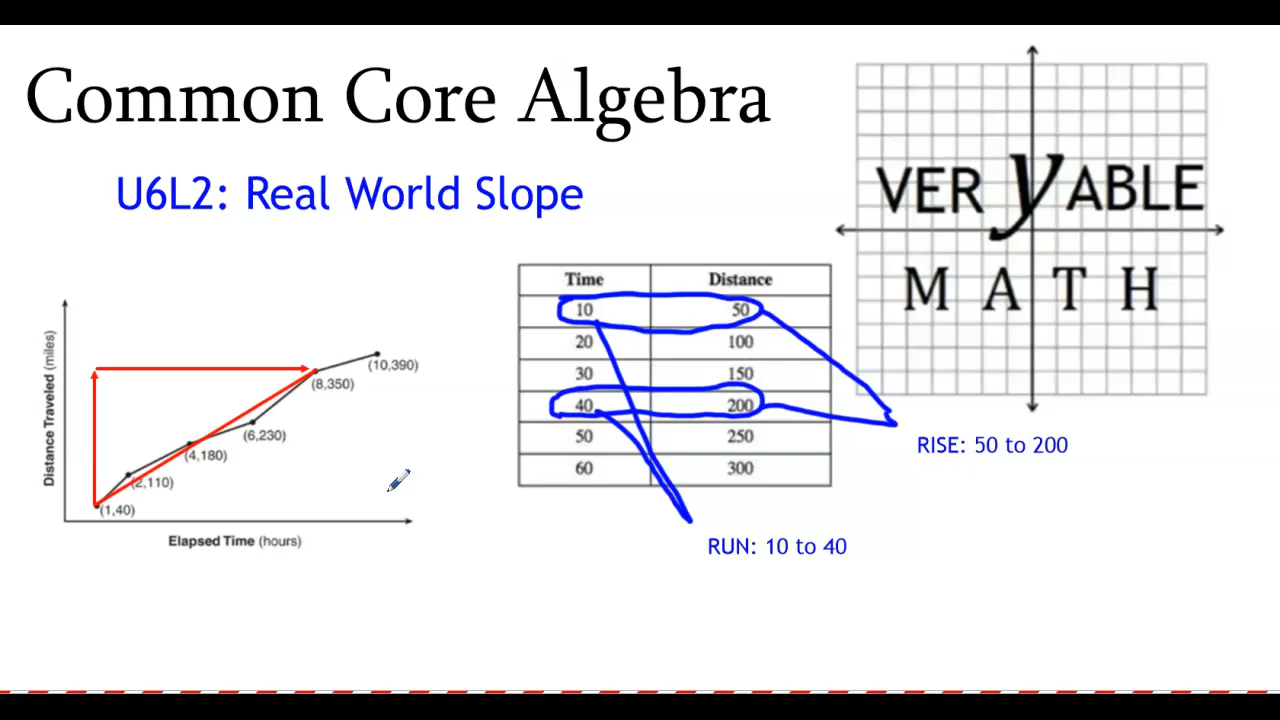 Common Core Algebra
U6L2: Real World Slope
VERyABLE
MATH
Distance Traveled (miles)
(10,390)
(8,350)
(6,230)
(4,180)
(2,110)
(1,40)
Elapsed Time (hours)
Time Distance
10 50
20 100
30 150
40 200
50 250
60 300
RISE: 50 to 200
RUN: 10 to 40